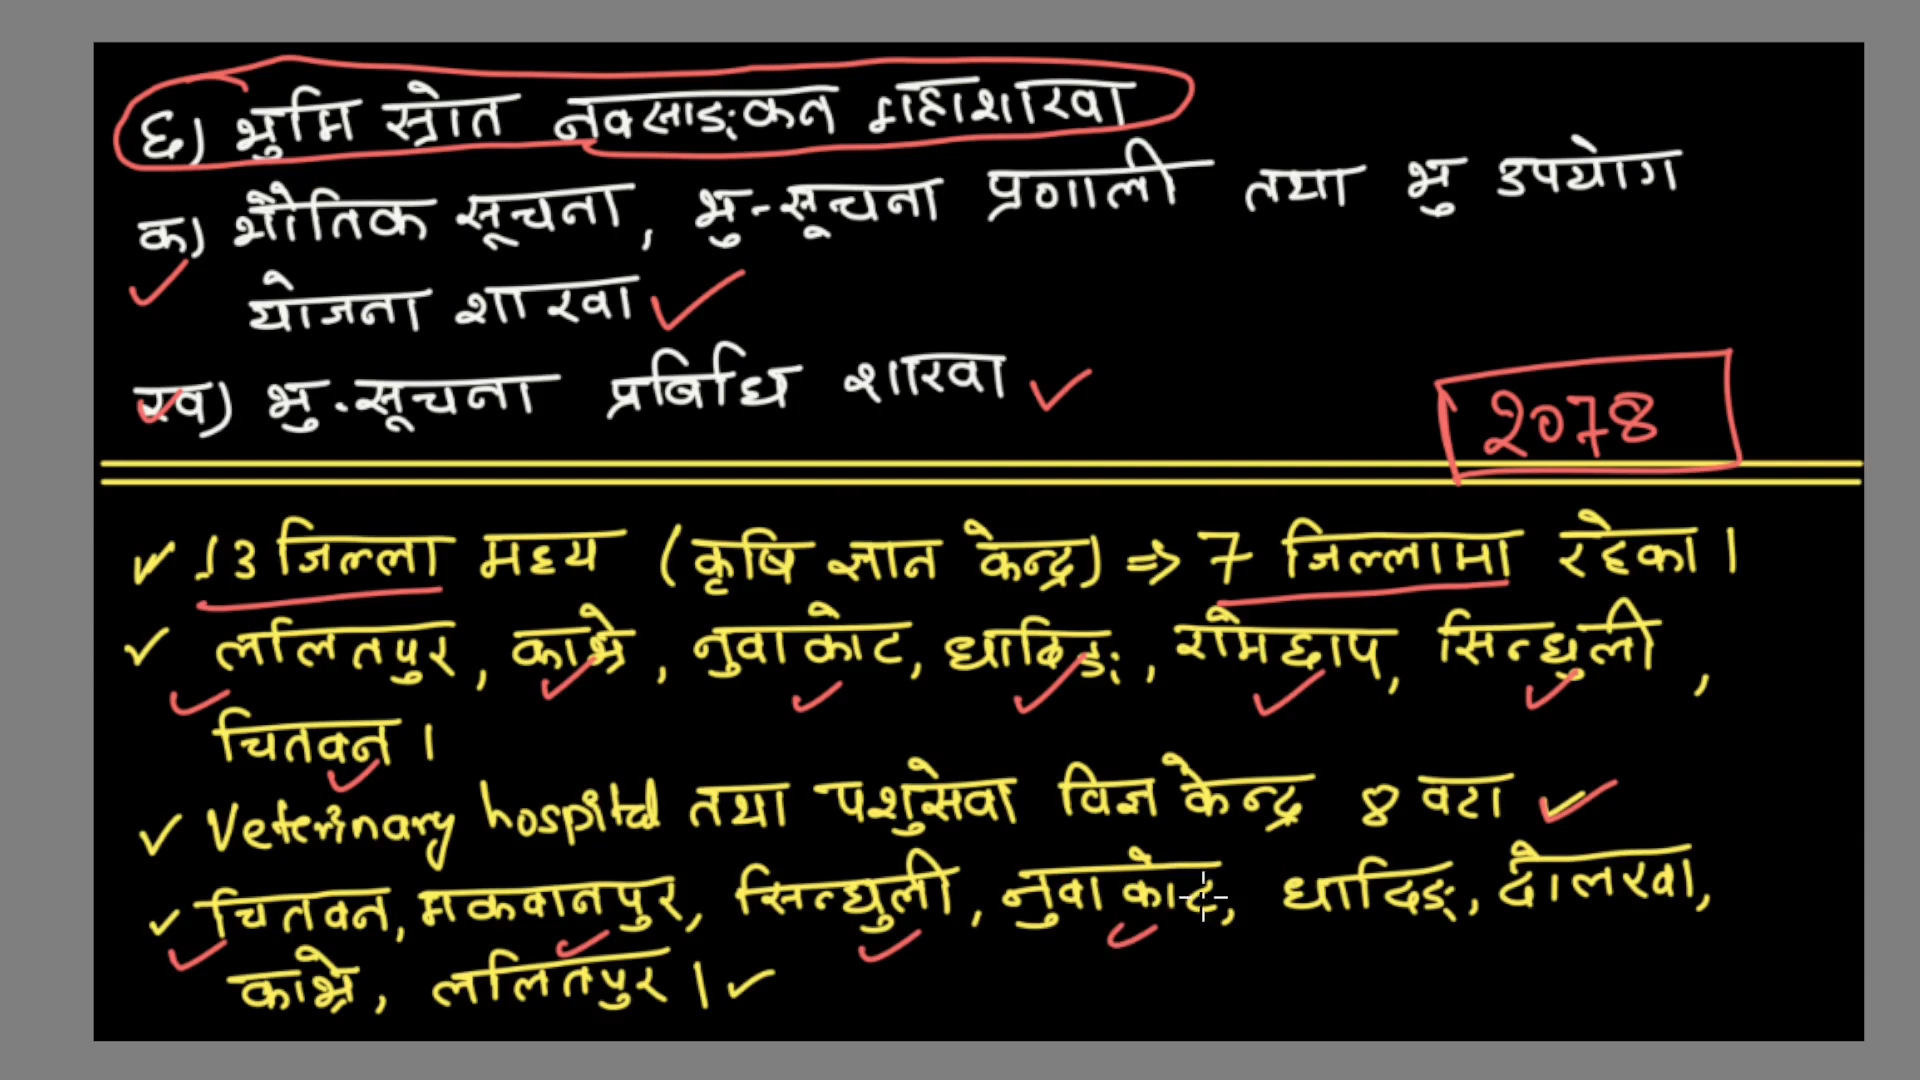 ६) भुमि स्रोत नक्साङ्कन महाशाखा
क) भौतिक सूचना, भु-सूचना प्रणाली तथा भु उपयोग
योजना शाखा
ख) भु-सूचना प्रबिधि शाखा
2078
13 जिल्ला मध्य (कृषि ज्ञान केन्द्र) ⇒ 7 जिल्लामा रहेका।
ललितपुर, काभ्रे, नुवाकोट, धादिङ, रामेछाप, सिन्धुली,
चितवन।
Veterinary hospital तथा पशुसेवा विज्ञ केन्द्र 8 वटा
चितवन, मकवानपुर, सिन्धुली, नुवाकोट, धादिङ, दोलखा,
काभ्रे, ललितपुर।